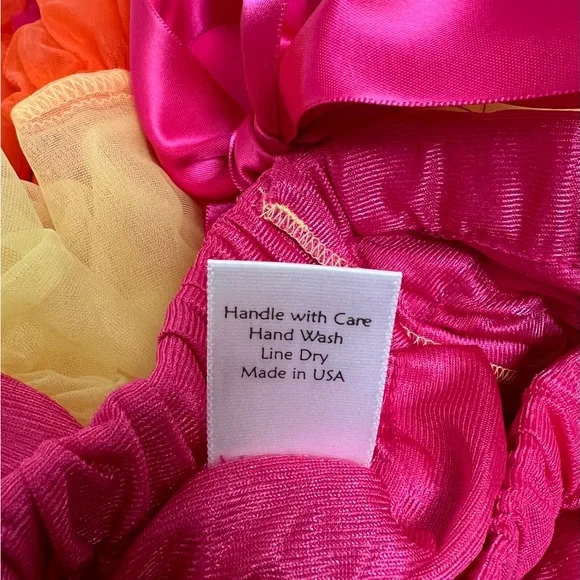 Handle with Care
Hand Wash
Line Dry
Made in USA